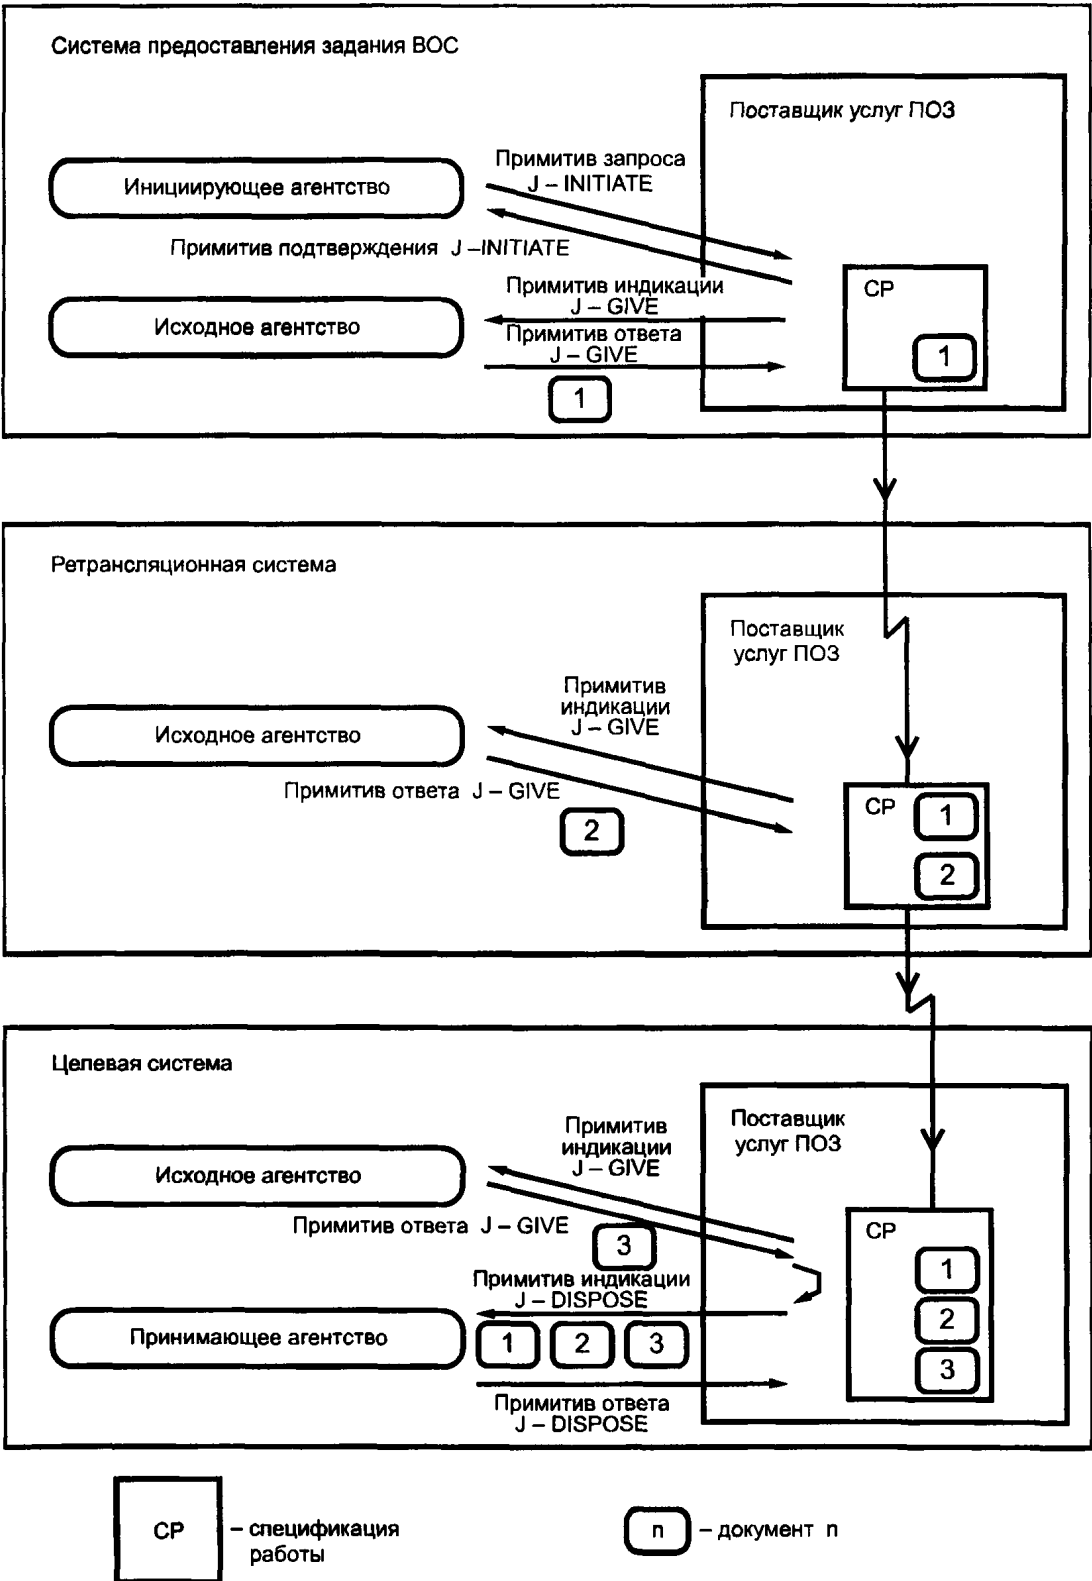 Система предоставления задания ВОС
Поставщик услуг ПОЗ
Примитив запроса
J – INITIATE
Инициирующее агентство
Примитив подтверждения J –INITIATE
Примитив индикации
J – GIVE
СР
Исходное агентство
Примитив ответа
J – GIVE
1
1
Ретрансляционная система
Поставщик
услуг ПОЗ
Примитив
индикации
J – GIVE
Исходное агентство
Примитив ответа J – GIVE
2
СР
1
2
Целевая система
Поставщик
услуг ПОЗ
Примитив
индикации
J – GIVE
Исходное агентство
Примитив ответа J – GIVE
3
СР
1
2
3
Примитив индикации
J – DISPOSE
Принимающее агентство
1 2 3
Примитив ответа
J – DISPOSE
СР
– спецификация
работы
n
– документ n